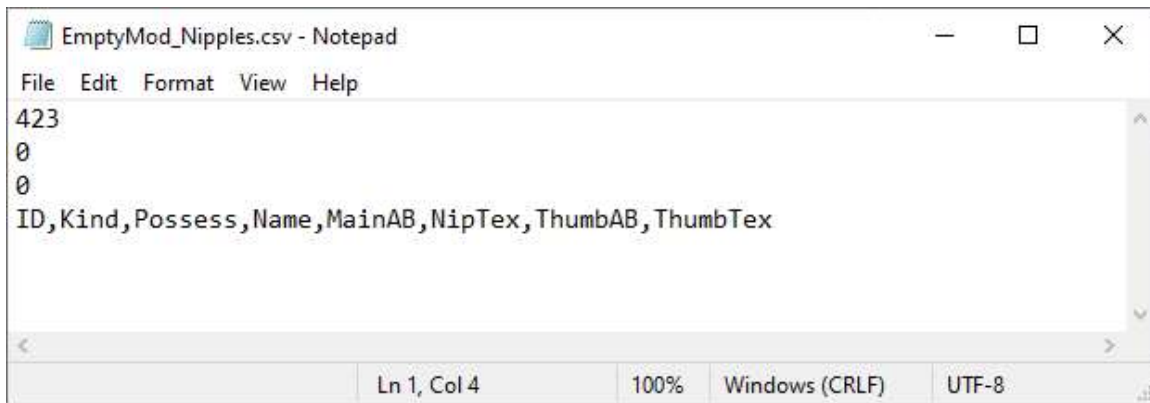 EmptyMod_Nipples.csv - Notepad
File Edit Format View Help
423
0
0
ID,Kind,Possess,Name,MainAB,NipTex,ThumbAB,ThumbTex
Ln 1, Col 4 100% Windows (CRLF) UTF-8